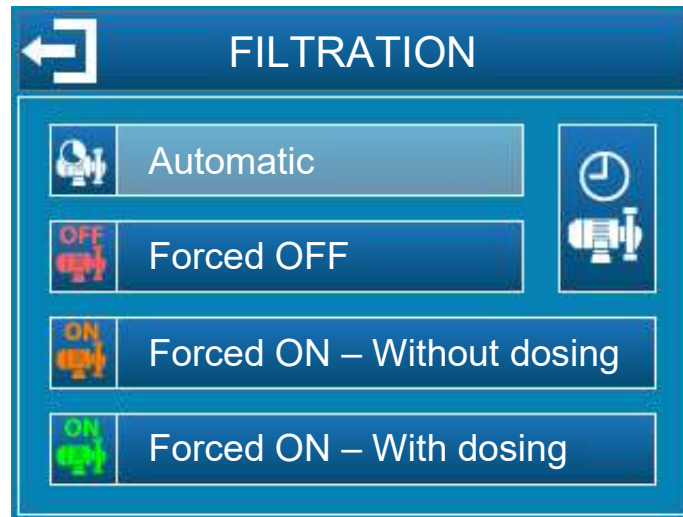 FILTRATION
Automatic
OFF
Forced OFF
ON
Forced ON – Without dosing
ON
Forced ON – With dosing